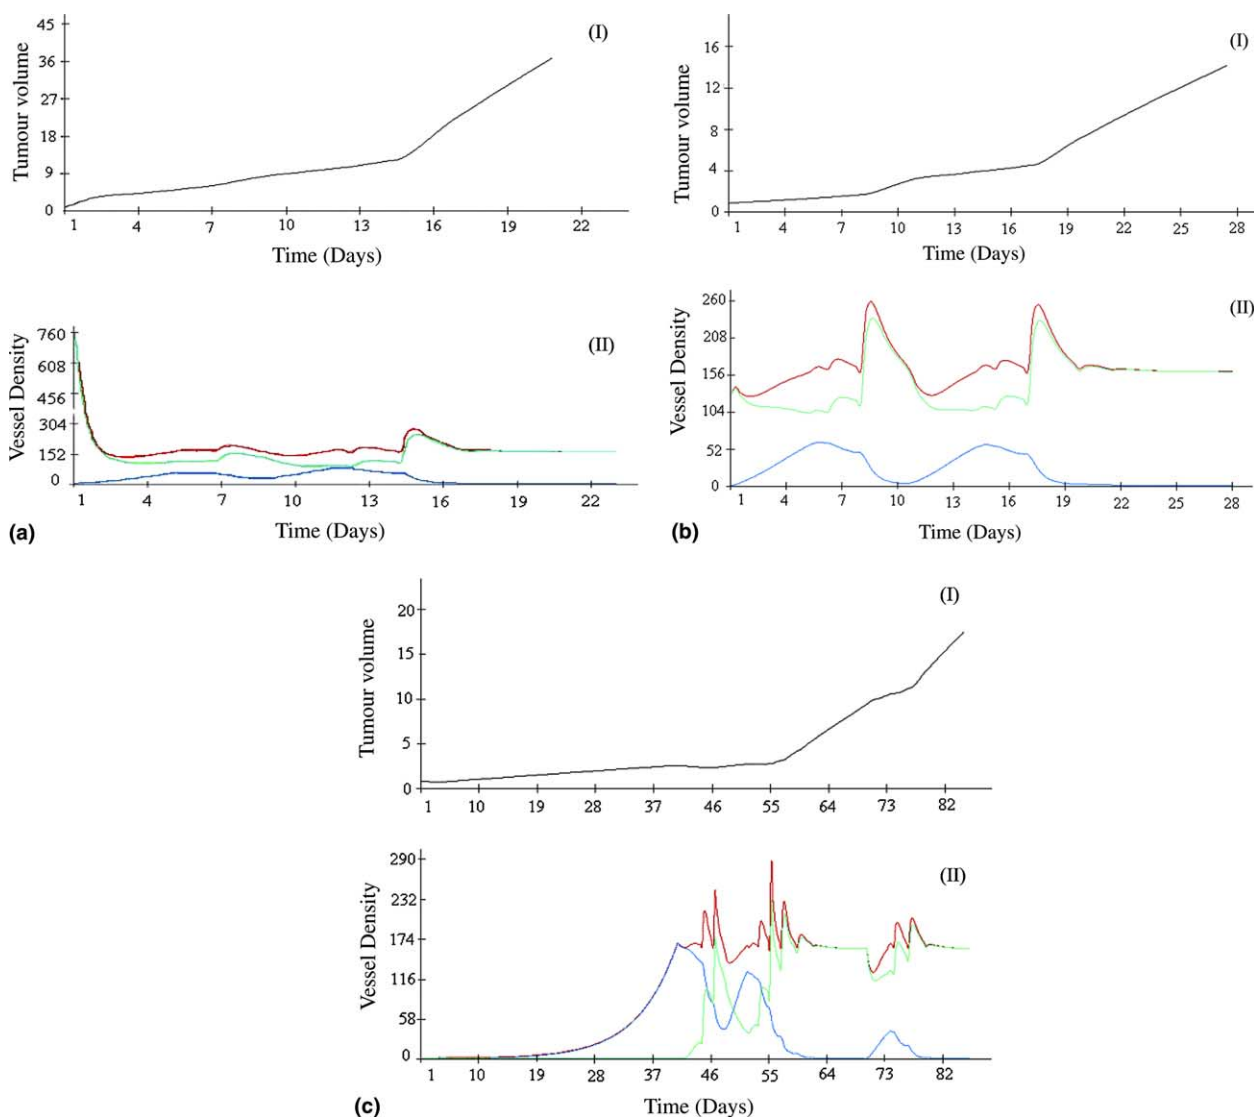 (I)
Tumour volume
45
36
27
18
9
0
1 4 7 10 13 16 19 22
Time (Days)
(II)
Vessel Density
760
608
456
304
152
0
1 4 7 10 13 16 19 22
Time (Days)
(a)
(I)
Tumour volume
16
12
8
4
0
1 4 7 10 13 16 19 22 25 28
Time (Days)
(II)
Vessel Density
260
208
156
104
52
0
1 4 7 10 13 16 19 22 25 28
Time (Days)
(b)
(I)
Tumour volume
20
15
10
5
0
1 10 19 28 37 46 55 64 73 82
(II)
Vessel Density
290
232
174
116
58
0
1 10 19 28 37 46 55 64 73 82
Time (Days)
(c)